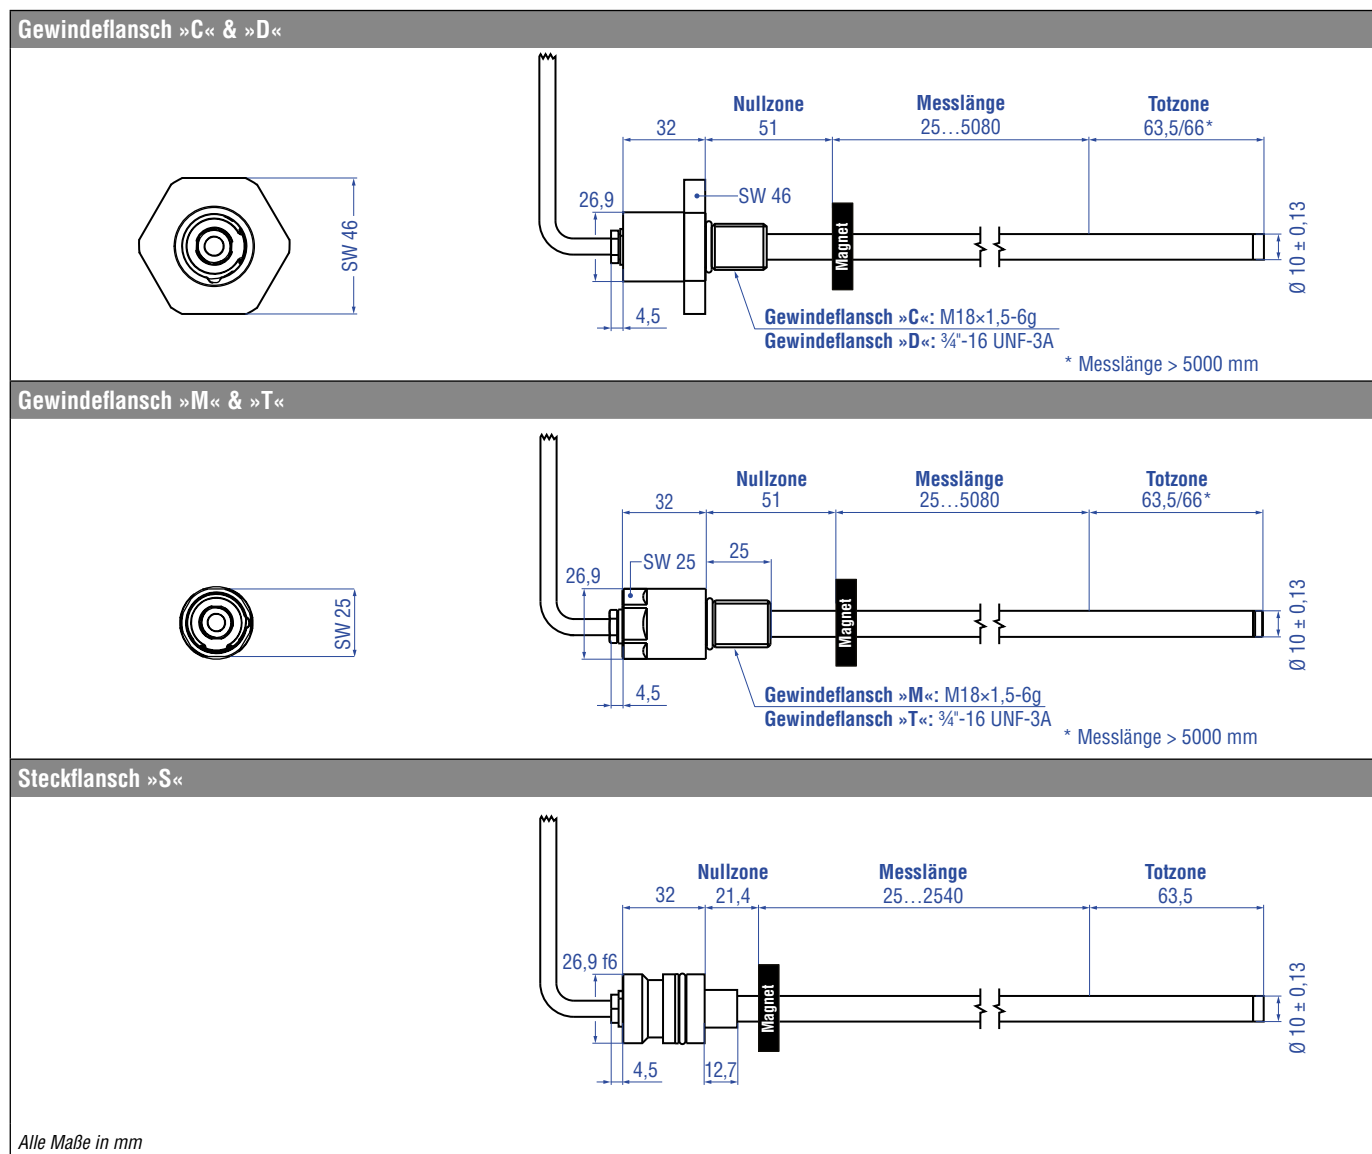 Gewindeflansch »C« & »D«
Nullzone
Messlänge
Totzone
32
51
25…5080
63,5/66*
26,9
SW 46
SW 46
Magnet
Ø 10 ± 0,13
4,5
Gewindeflansch »C«: M18×1,5-6g
Gewindeflansch »D«: ¾"-16 UNF-3A
* Messlänge > 5000 mm
Gewindeflansch »M« & »T«
Nullzone
Messlänge
Totzone
32
51
25…5080
63,5/66*
SW 25
25
26,9
SW 25
Magnet
Ø 10 ± 0,13
4,5
Gewindeflansch »M«: M18×1,5-6g
Gewindeflansch »T«: ¾"-16 UNF-3A
* Messlänge > 5000 mm
Steckflansch »S«
Nullzone
Messlänge
Totzone
32
21,4
25…2540
63,5
26,9 f6
Magnet
Ø 10 ± 0,13
4,5
12,7
Alle Maße in mm